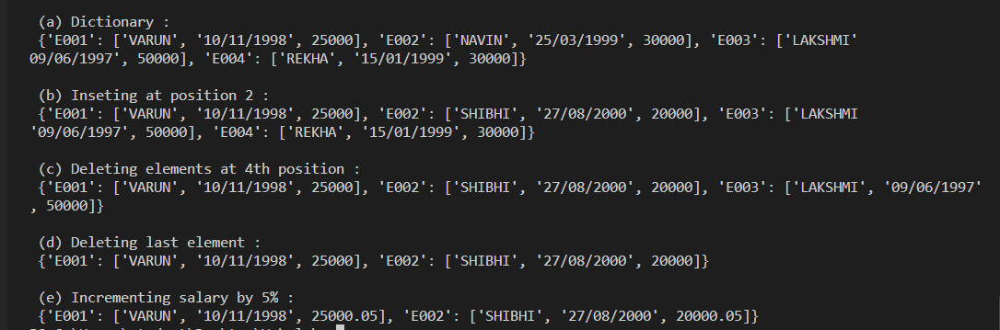 (a) Dictionary :
{'E001': ['VARUN', '10/11/1998', 25000], 'E002': ['NAVIN', '25/03/1999', 30000], 'E003': ['LAKSHMI'
09/06/1997', 50000], 'E004': ['REKHA', '15/01/1999', 30000]}
(b) Inseting at position 2 :
{'E001': ['VARUN', '10/11/1998', 25000], 'E002': ['SHIBHI', '27/08/2000', 20000], 'E003': ['LAKSHMI
'09/06/1997', 50000], 'E004': ['REKHA', '15/01/1999', 30000]}
(c) Deleting elements at 4th position :
{'E001': ['VARUN', '10/11/1998', 25000], 'E002': ['SHIBHI', '27/08/2000', 20000], 'E003': ['LAKSHMI', '09/06/1997'
, 50000]}
(d) Deleting last element :
{'E001': ['VARUN', '10/11/1998', 25000], 'E002': ['SHIBHI', '27/08/2000', 20000]}
(e) Incrementing salary by 5% :
{'E001': ['VARUN', '10/11/1998', 25000.05], 'E002': ['SHIBHI', '27/08/2000', 20000.05]}